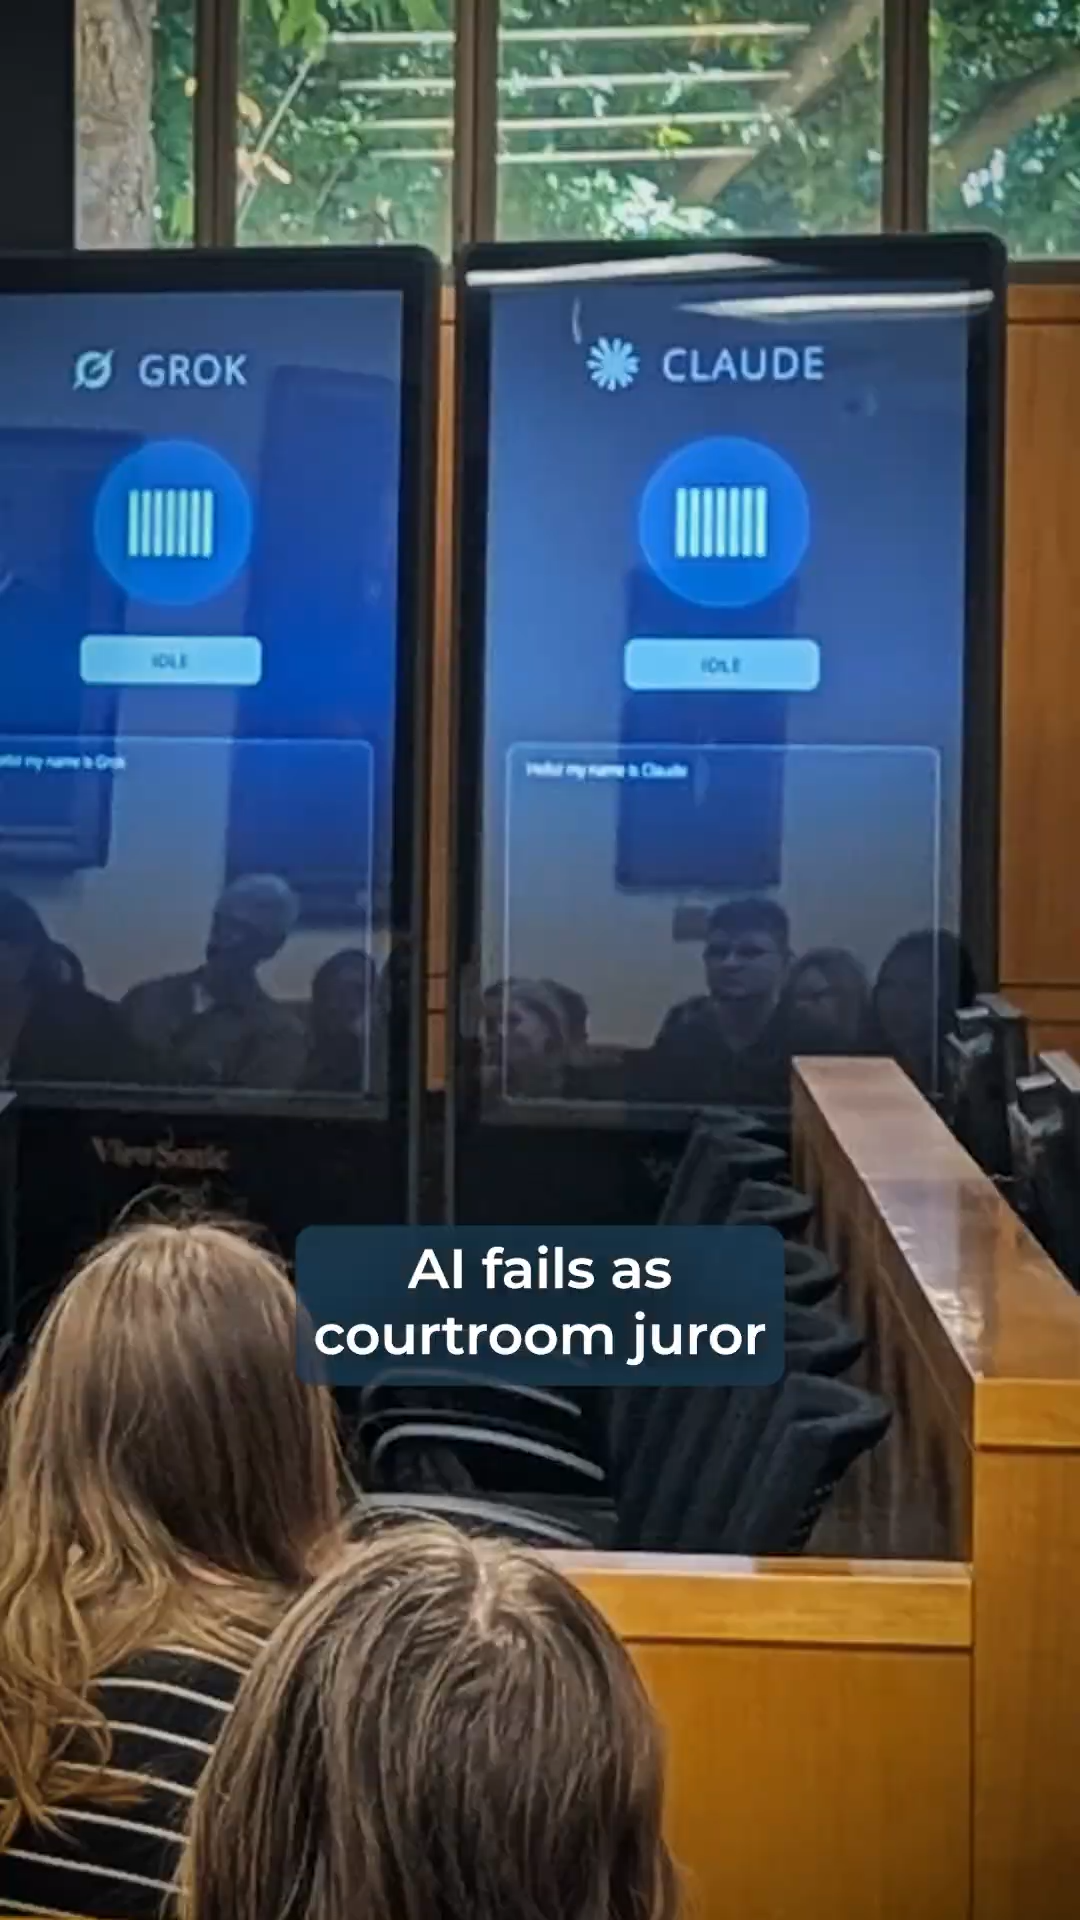 GROK
CLAUDE
IDLE
IDLE
my name is Grok
Hello! my name is Claude
ViewSonic
AI fails as
courtroom juror